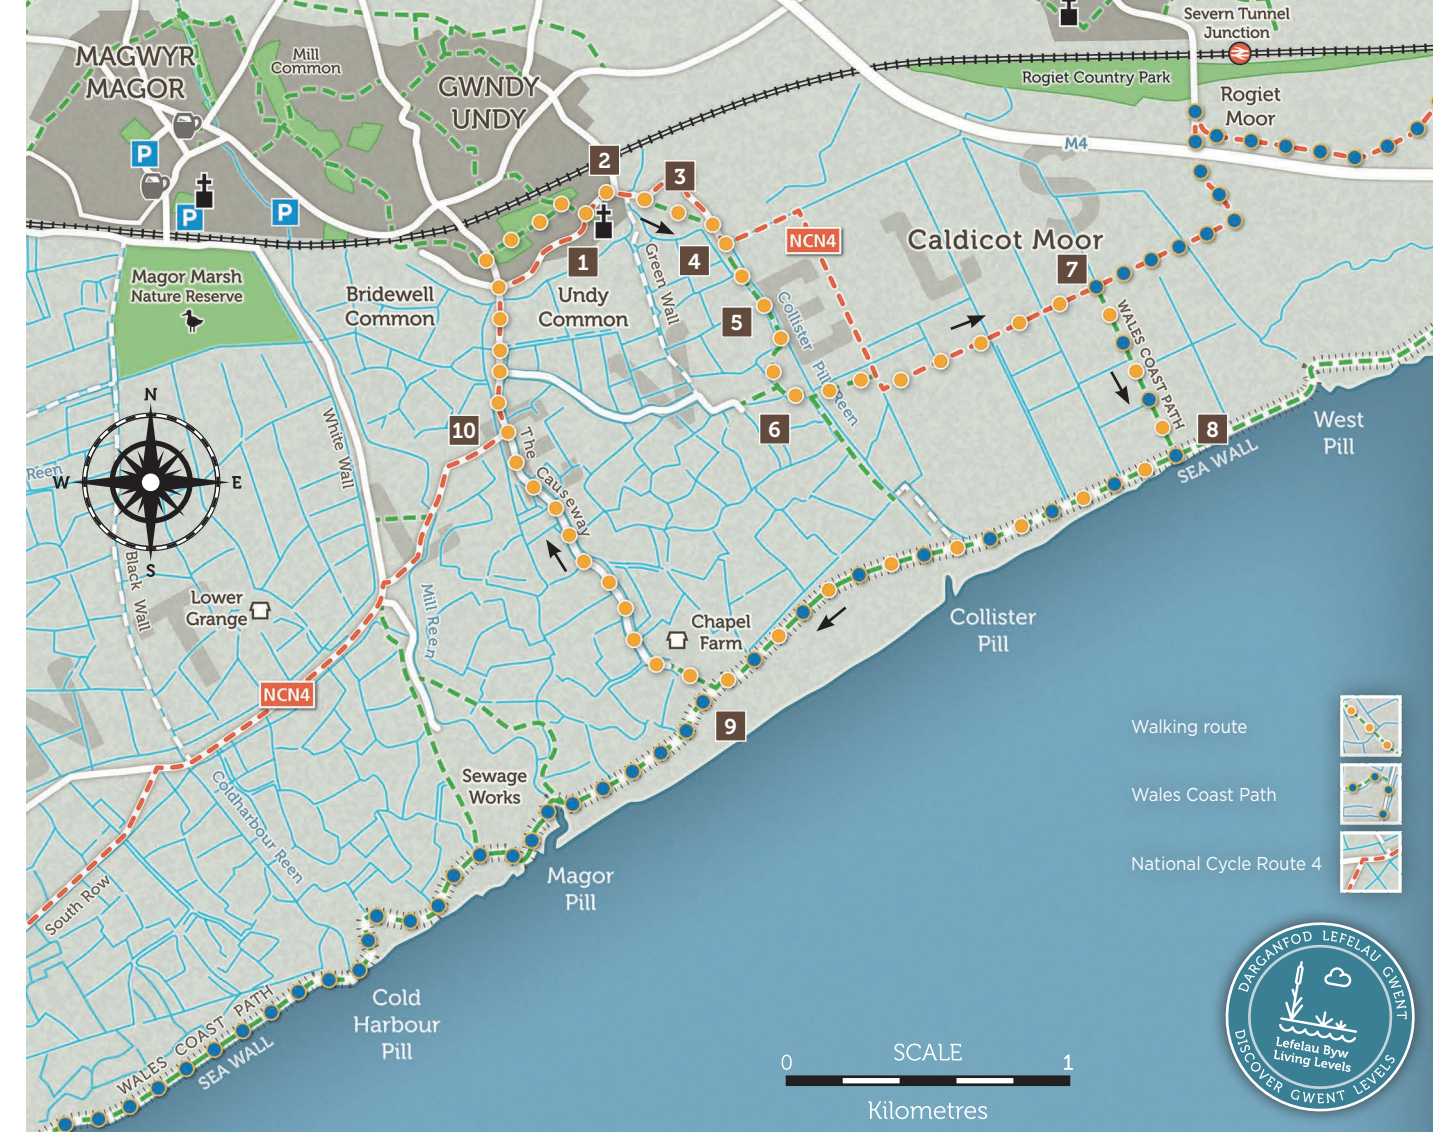 Severn Tunnel
Junction
MAGWYR
MAGOR
Mill
Common
GWNDY
UNDY
Rogiet Country Park
Rogiet
Moor
M4
P
P
P
2
3
NCN4
Caldicot Moor
7
1
4
Magor Marsh
Nature Reserve
Bridewell
Common
Undy
Common
Green Wall
5
Collister Pill Reen
WALES COAST PATH
LEVELS
6
8
SEA WALL
West
Pill
10
The Causeway
White Wall
N
W
E
S
Reen
Black Wall
Lower
Grange
Mill Reen
Chapel
Farm
Collister
Pill
NCN4
9
Walking route
Wales Coast Path
National Cycle Route 4
Sewage
Works
Coldharbour Reen
South Row
Magor
Pill
Cold
Harbour
Pill
WALES COAST PATH
SEA WALL
0
SCALE
1
Kilometres
DARGANFOD LEFELAU GWENT
Lefelau Byw
Living Levels
DISCOVER GWENT LEVELS